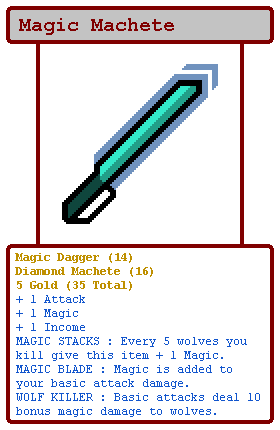 Magic Machete
Magic Dagger (14)
Diamond Machete (16)
5 Gold (35 Total)
+ 1 Attack
+ 1 Magic
+ 1 Income
MAGIC STACKS : Every 5 wolves you
kill give this item + 1 Magic.
MAGIC BLADE : Magic is added to
your basic attack damage.
WOLF KILLER : Basic attacks deal 10
bonus magic damage to wolves.